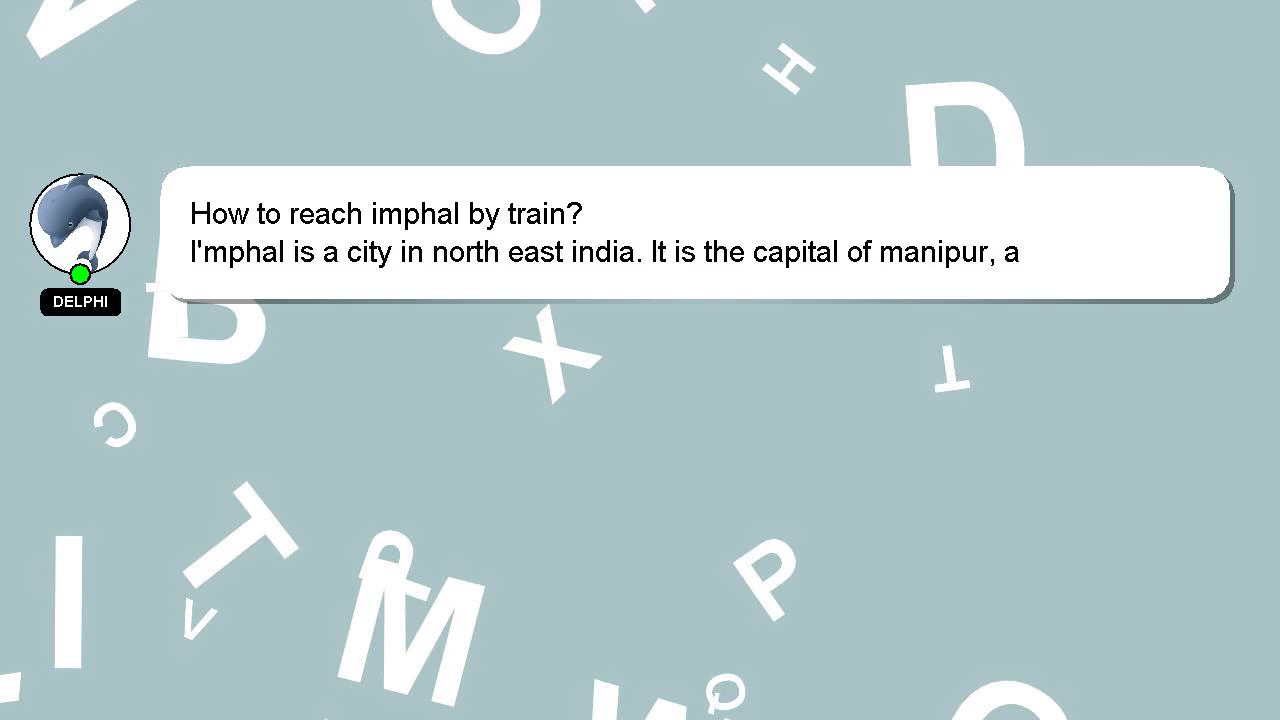 O
H
D
How to reach imphal by train?
I'mphal is a city in north east india. It is the capital of manipur, a
DELPHI
B
X
T
C
T
I
V
P
M
P
Q